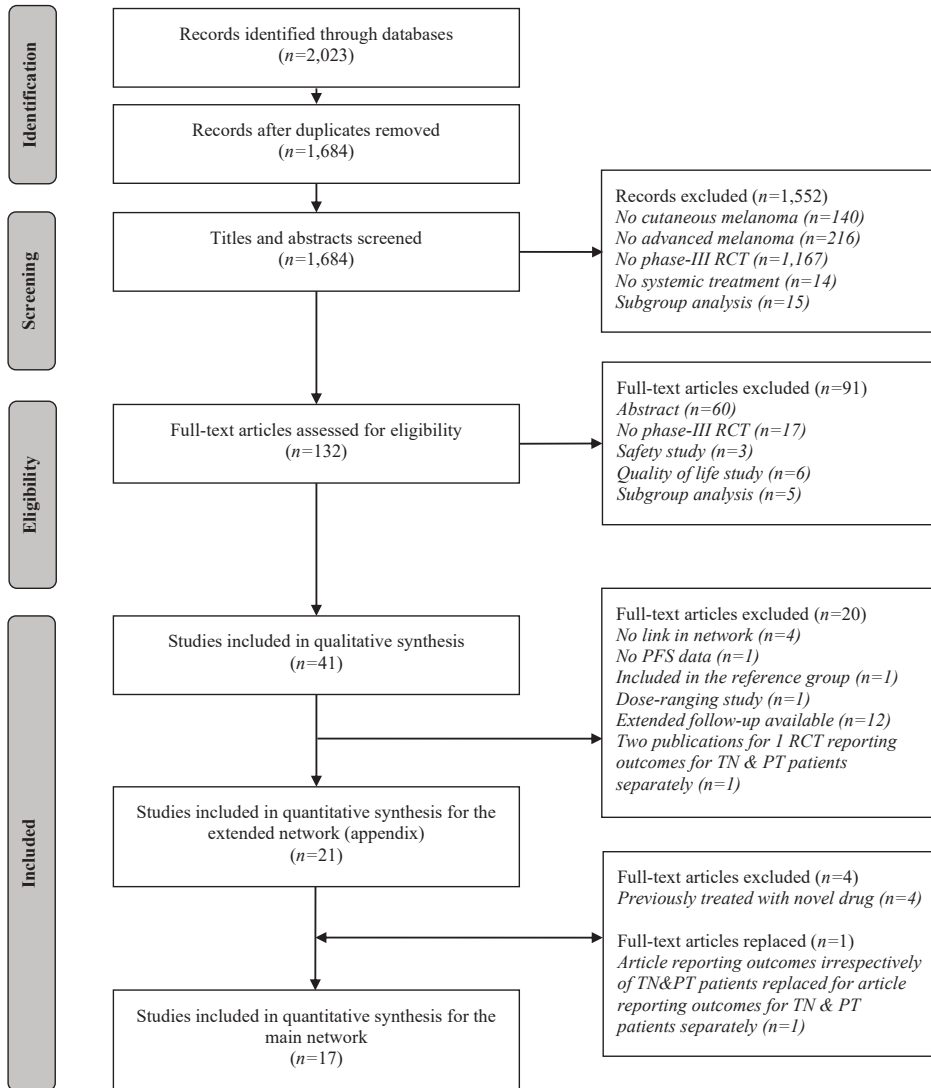 Identification
Records identified through databases
(n=2,023)
Records after duplicates removed
(n=1,684)
Screening
Titles and abstracts screened
(n=1,684)
Records excluded (n=1,552)
No cutaneous melanoma (n=140)
No advanced melanoma (n=216)
No phase-III RCT (n=1,167)
No systemic treatment (n=14)
Subgroup analysis (n=15)
Eligibility
Full-text articles assessed for eligibility
(n=132)
Full-text articles excluded (n=91)
Abstract (n=60)
No phase-III RCT (n=17)
Safety study (n=3)
Quality of life study (n=6)
Subgroup analysis (n=5)
Included
Studies included in qualitative synthesis
(n=41)
Full-text articles excluded (n=20)
No link in network (n=4)
No PFS data (n=1)
Included in the reference group (n=1)
Dose-ranging study (n=1)
Extended follow-up available (n=12)
Two publications for 1 RCT reporting
outcomes for TN & PT patients
separately (n=1)
Studies included in quantitative synthesis for the
extended network (appendix)
(n=21)
Full-text articles excluded (n=4)
Previously treated with novel drug (n=4)
Full-text articles replaced (n=1)
Article reporting outcomes irrespectively
of TN&PT patients replaced for article
reporting outcomes for TN & PT
patients separately (n=1)
Studies included in quantitative synthesis for the
main network
(n=17)